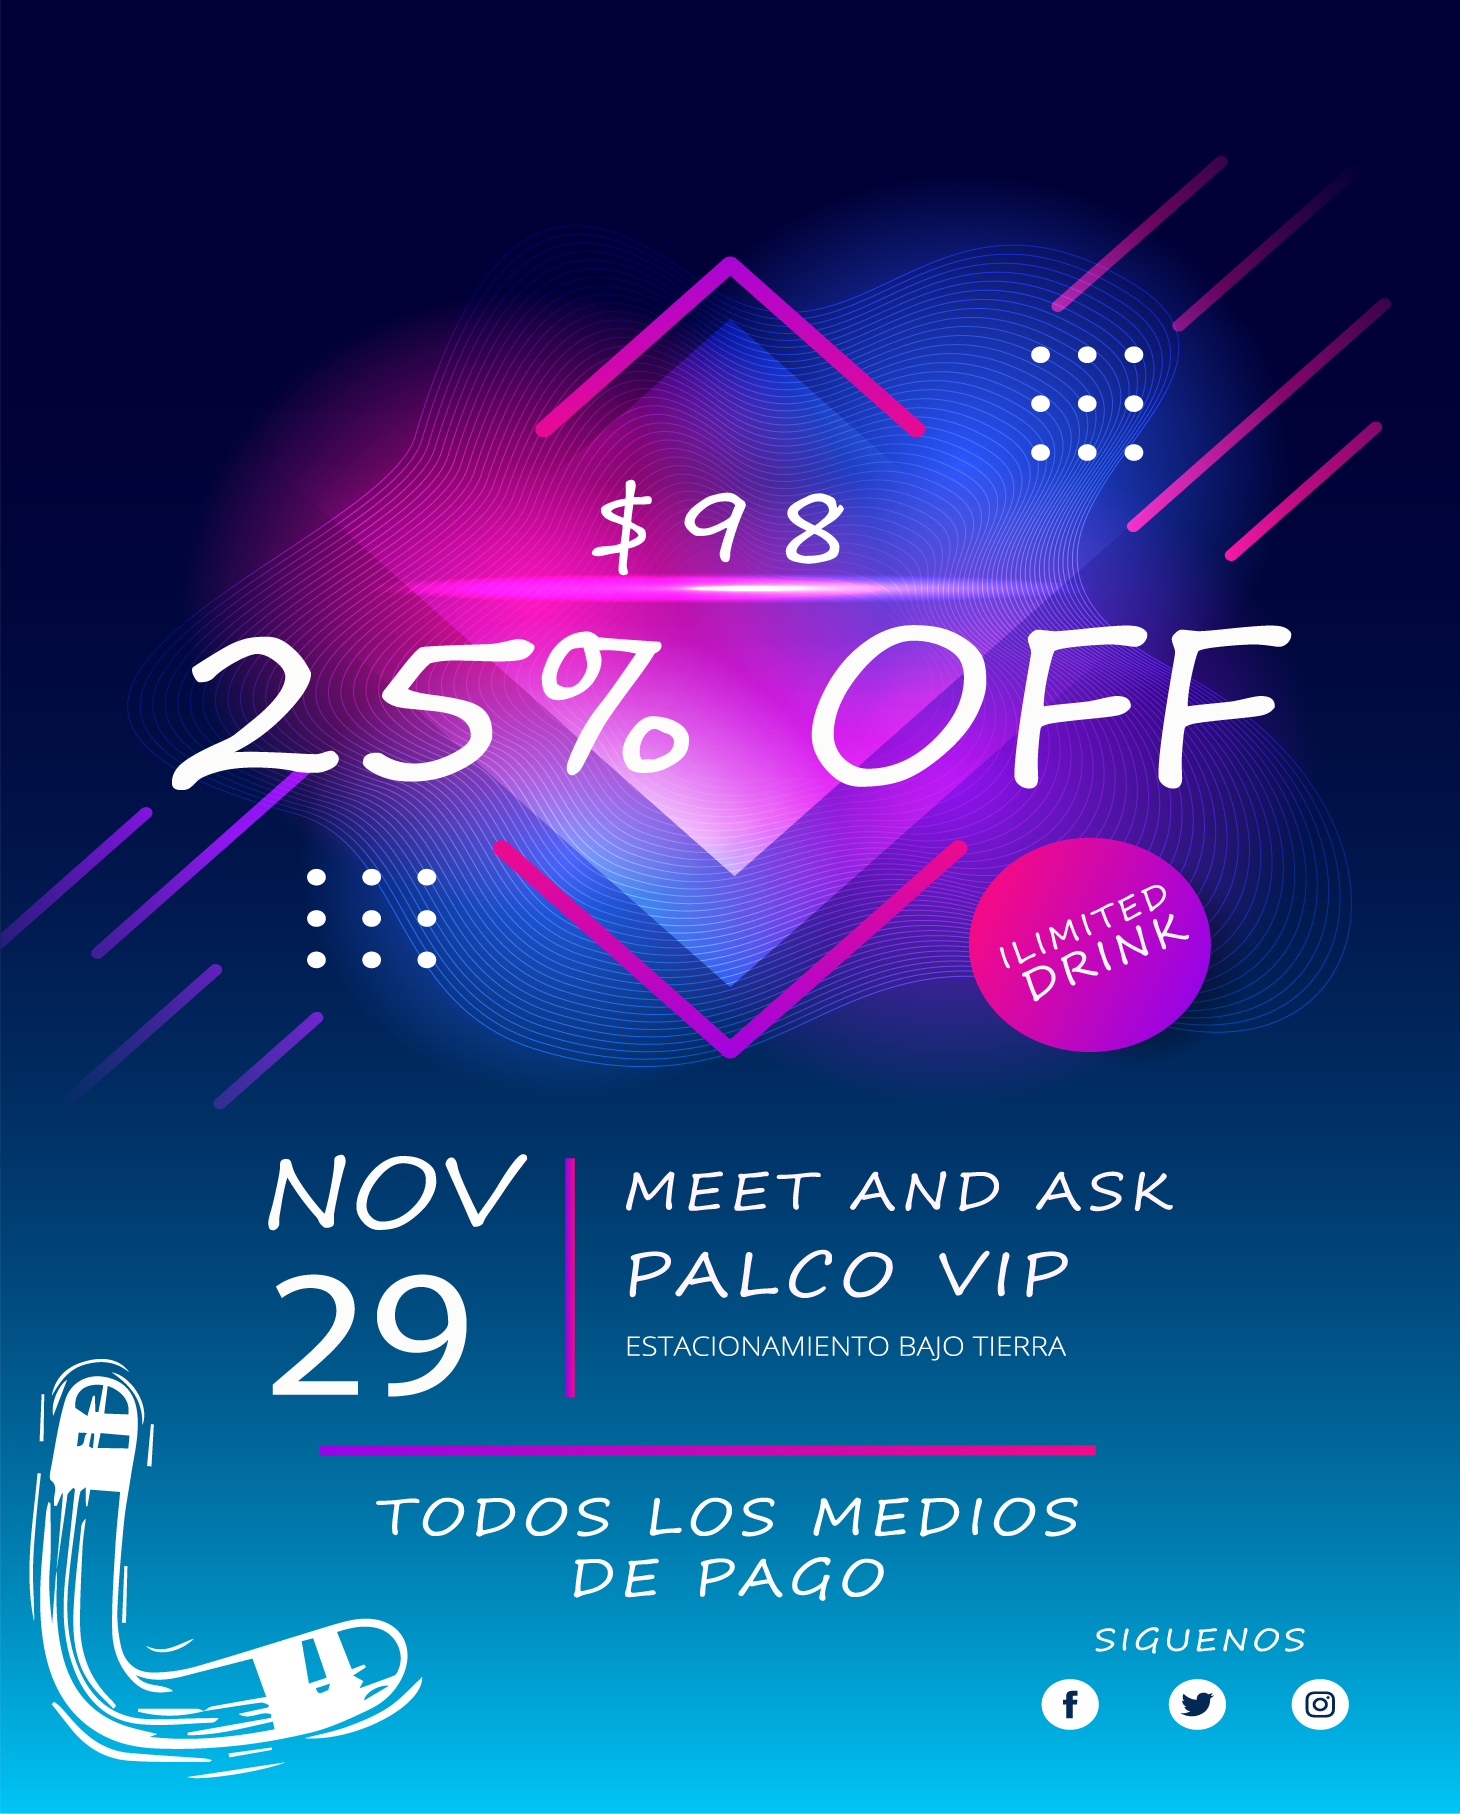 $98
25% OFF
ILIMITED
DRINK
NOV
29
MEET AND ASK
PALCO VIP
ESTACIONAMIENTO BAJO TIERRA
TODOS LOS MEDIOS
DE PAGO
SIGUENOS